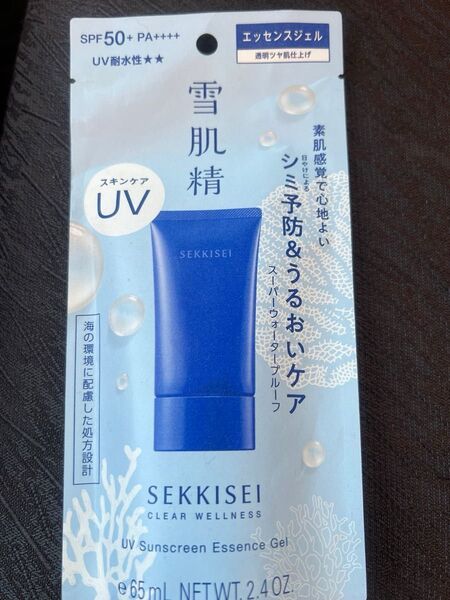 SPF50+ PA++++
UV耐水性★★
エッセンスジェル
透明ツヤ肌仕上げ
雪肌精
スキンケア
UV
素肌感覚で心地よい
日やけによる
シミ予防&うるおいケア
スーパーウォータープルーフ
SEKKISEI
海の環境に配慮した処方設計
SEKKISEI
CLEAR WELLNESS
UV Sunscreen Essence Gel
℮65mL NET WT. 2.4 OZ.